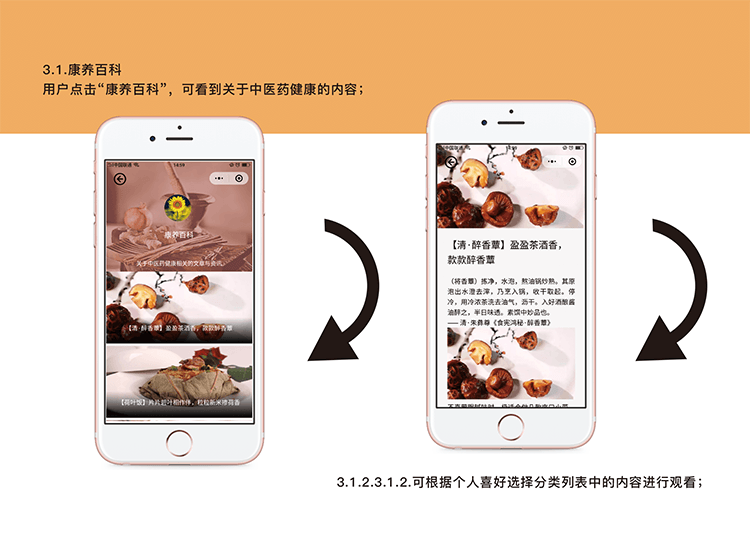 3.1.康养百科
用户点击“康养百科”，可看到关于中医药健康的内容；
中国联通
14:59
康养百科
关于中医药健康相关的文章与资讯。
【清·醉香蕈】盈盈茶酒香，款款醉香蕈
【荷叶饭】片片碧叶相作伴，粒粒新米撩荷香
中国联通
【清·醉香蕈】盈盈茶酒香，
款款醉香蕈
（将香蕈）拣净，水泡，熬油锅炒熟。其原
泡出水澄去滓，乃烹入锅，收干取起。停
冷，用冷浓茶洗去油气，沥干。入好酒酿酱
油醉之，半日味透。素馔中妙品也。
—— 清·朱彝尊《食宪鸿秘·醉香蕈》
3.1.2.3.1.2.可根据个人喜好选择分类列表中的内容进行观看；